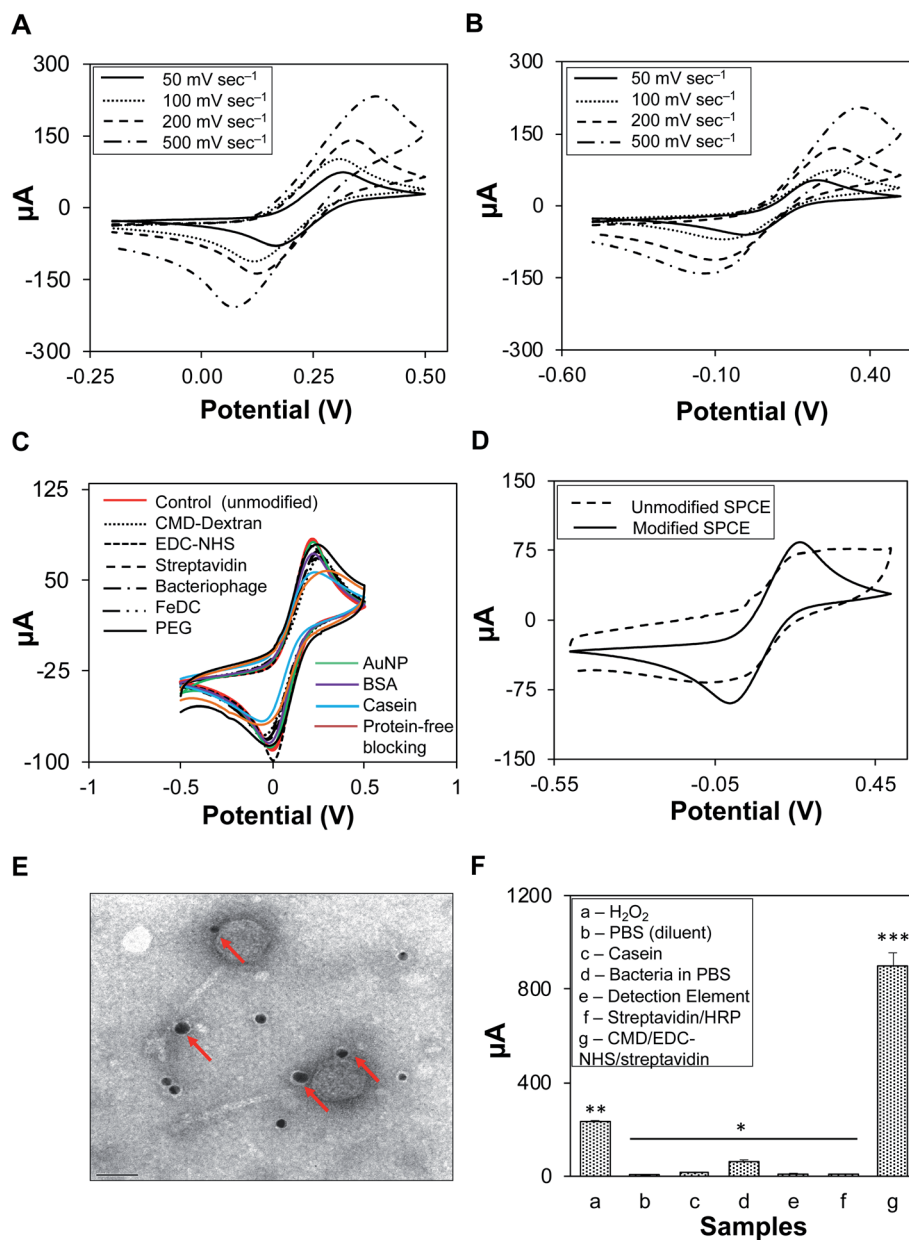 A
300
150
0
-150
-300
µA
50 mV sec–1
100 mV sec–1
200 mV sec–1
500 mV sec–1
-0.25
0.00
0.25
0.50
Potential (V)
B
300
150
0
-150
-300
µA
50 mV sec–1
100 mV sec–1
200 mV sec–1
500 mV sec–1
-0.60
-0.10
0.40
Potential (V)
C
125
50
-25
-100
µA
Control (unmodified)
CMD-Dextran
EDC-NHS
Streptavidin
Bacteriophage
FeDC
PEG
AuNP
BSA
Casein
Protein-free
blocking
-1
-0.5
0
0.5
1
Potential (V)
D
150
75
0
-75
-150
µA
Unmodified SPCE
Modified SPCE
-0.55
-0.05
0.45
Potential (V)
E
F
1200
800
400
0
µA
a – H2O2
b – PBS (diluent)
c – Casein
d – Bacteria in PBS
e – Detection Element
f – Streptavidin/HRP
g – CMD/EDC-
NHS/streptavidin
**
*
***
a b c d e f g
Samples